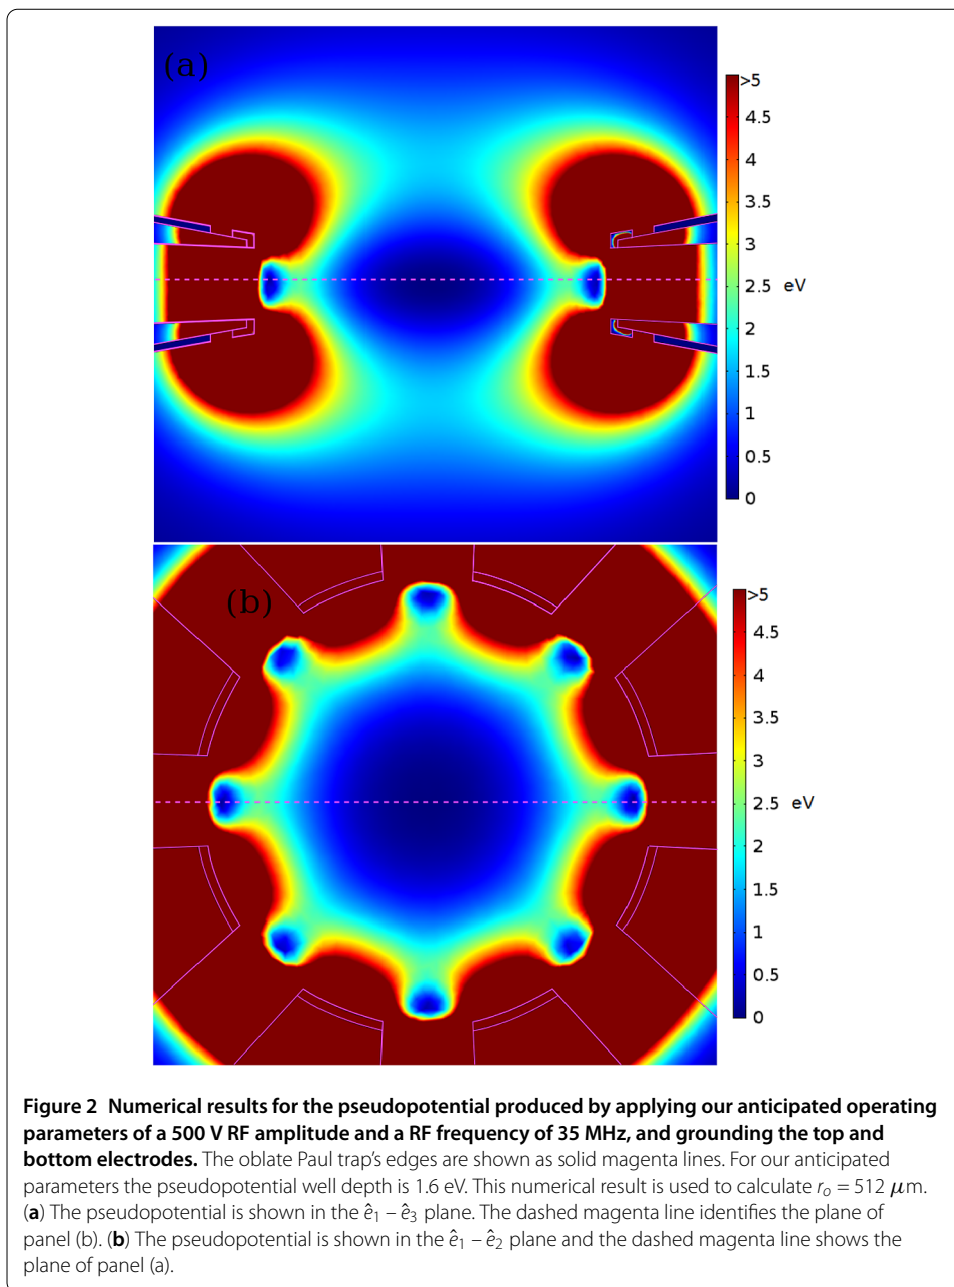 (a)
>5
4.5
4
3.5
3
2.5 eV
2
1.5
1
0.5
0
(b)
>5
4.5
4
3.5
3
2.5 eV
2
1.5
1
0.5
0
Figure 2 Numerical results for the pseudopotential produced by applying our anticipated operating
parameters of a 500 V RF amplitude and a RF frequency of 35 MHz, and grounding the top and
bottom electrodes. The oblate Paul trap's edges are shown as solid magenta lines. For our anticipated
parameters the pseudopotential well depth is 1.6 eV. This numerical result is used to calculate r_o = 512 μm.
(a) The pseudopotential is shown in the ê₁ – ê₃ plane. The dashed magenta line identifies the plane of
panel (b). (b) The pseudopotential is shown in the ê₁ – ê₂ plane and the dashed magenta line shows the
plane of panel (a).